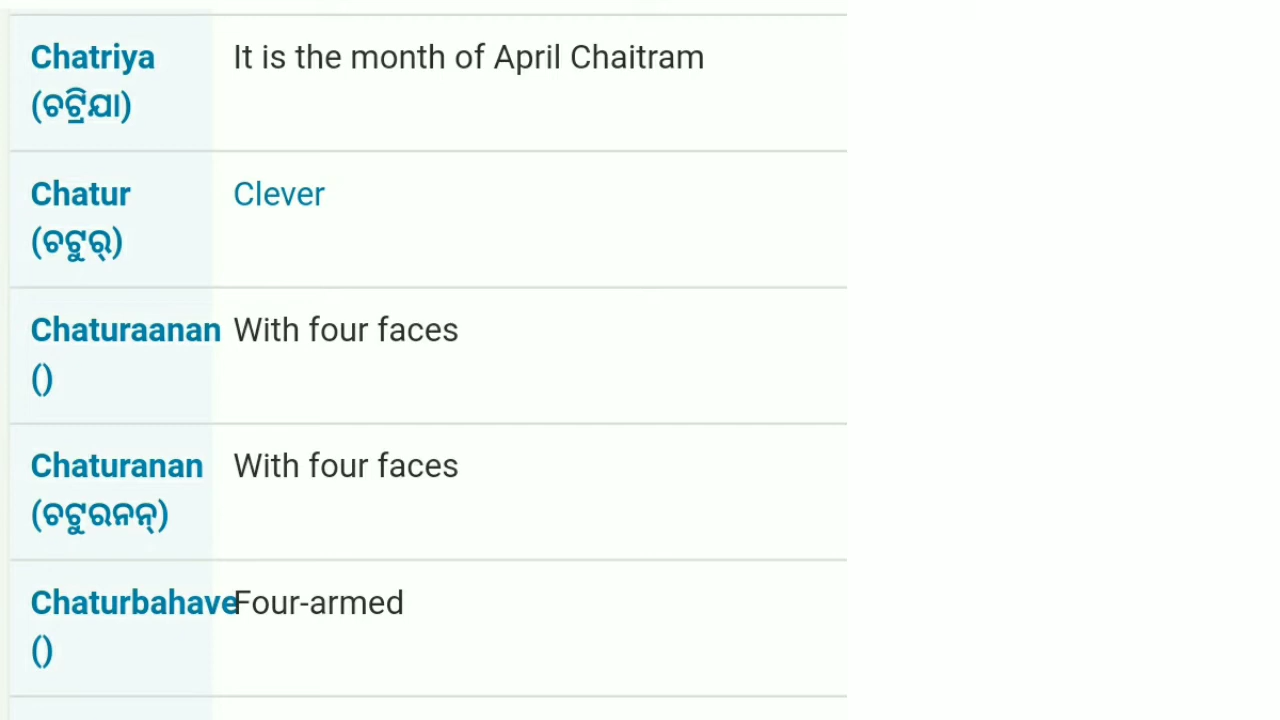 Chatriya It is the month of April Chaitram
(ଚଟ୍ରିଯା)
Chatur Clever
(ଚଟୁର୍)
Chaturaanan With four faces
()
Chaturanan With four faces
(ଚଟୁରନନ୍)
Chaturbahave Four-armed
()